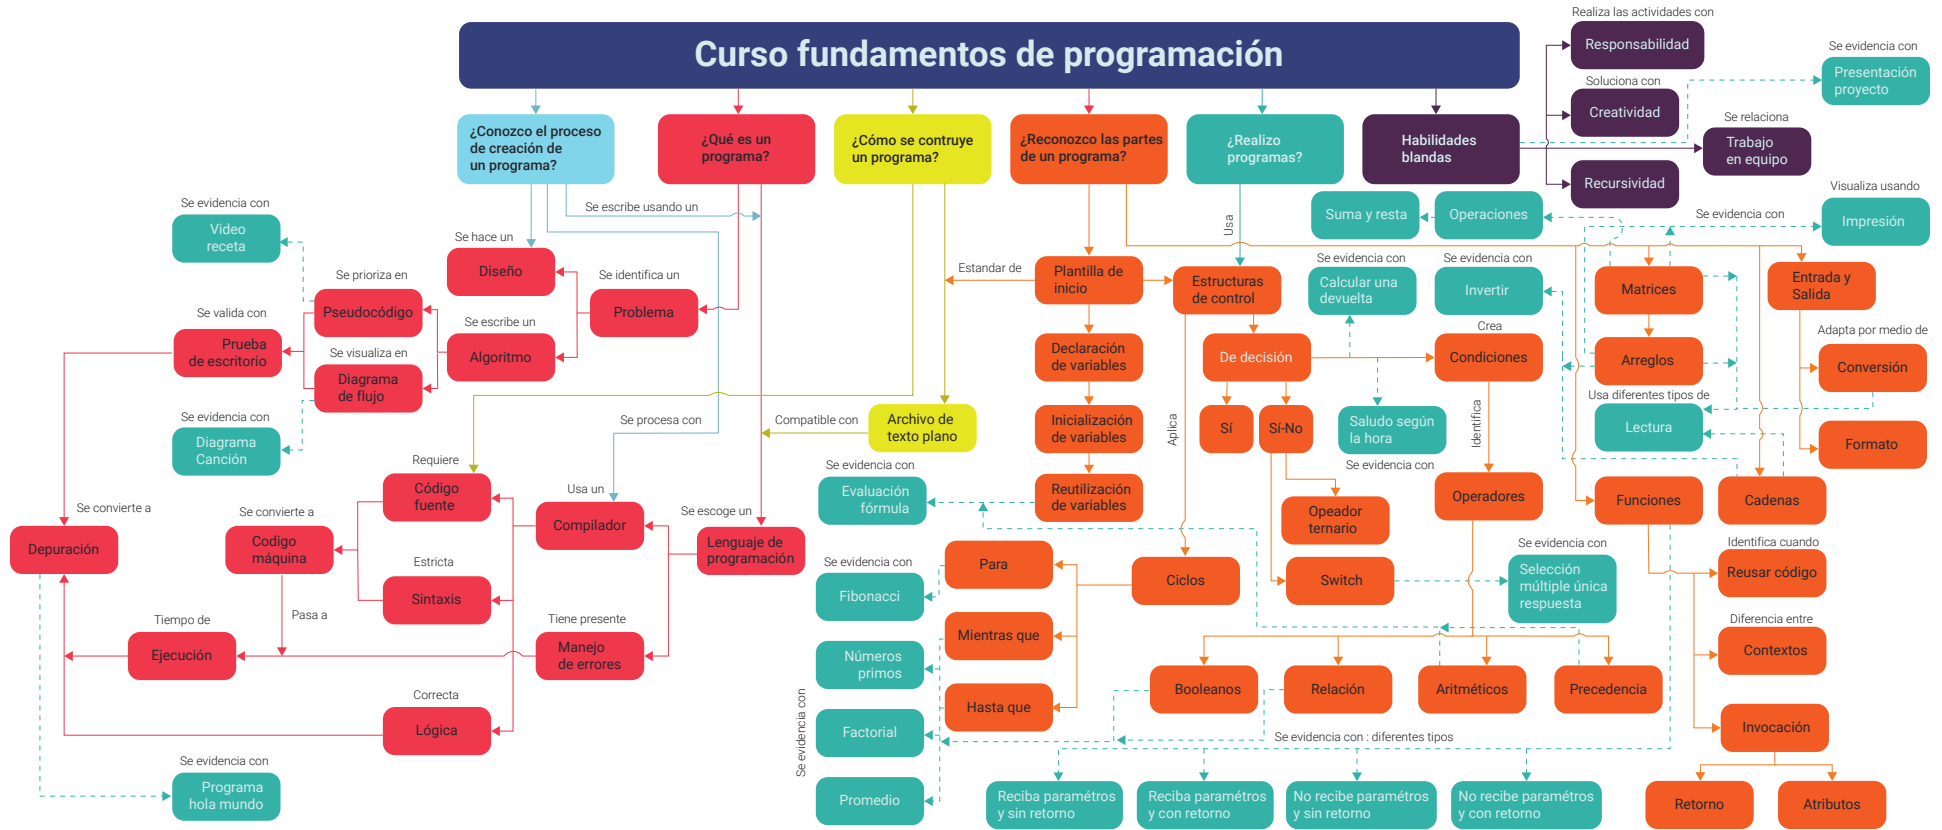 Curso fundamentos de programación
¿Conozco el proceso
de creación de
un programa?
¿Qué es un
programa?
¿Cómo se contruye
un programa?
¿Reconozco las partes
de un programa?
¿Realizo
programas?
Habilidades
blandas
Realiza las actividades con
Responsabilidad
Soluciona con
Creatividad
Recursividad
Se evidencia con
Presentación
proyecto
Se relaciona
Trabajo
en equipo
Visualiza usando
Impresión
Se evidencia con
Suma y resta
Operaciones
Usa
Se escribe usando un
Se evidencia con
Video
receta
Se hace un
Diseño
Se identifica un
Problema
Se prioriza en
Pseudocódigo
Se escribe un
Algoritmo
Se valida con
Prueba
de escritorio
Se visualiza en
Diagrama
de flujo
Se evidencia con
Diagrama
Canción
Estandar de
Plantilla de
inicio
Estructuras
de control
Se evidencia con
Calcular una
devuelta
Se evidencia con
Invertir
Matrices
Entrada y
Salida
Declaración
de variables
De decisión
Crea
Condiciones
Arreglos
Adapta por medio de
Conversión
Usa diferentes tipos de
Lectura
Formato
Inicialización
de variables
Aplica
Sí
Sí-No
Saludo según
la hora
Se evidencia con
Identifica
Se procesa con
Compatible con
Archivo de
texto plano
Requiere
Código
fuente
Usa un
Compilador
Se escoge un
Lenguaje de
programación
Se evidencia con
Evaluación
fórmula
Reutilización
de variables
Opeador
ternario
Operadores
Funciones
Cadenas
Se convierte a
Depuración
Se convierte a
Codigo
máquina
Estricta
Sintaxis
Pasa a
Tiempo de
Ejecución
Tiene presente
Manejo
de errores
Correcta
Lógica
Se evidencia con
Programa
hola mundo
Se evidencia con
Fibonacci
Para
Ciclos
Switch
Se evidencia con
Selección
múltiple única
respuesta
Identifica cuando
Reusar código
Mientras que
Diferencia entre
Contextos
Números
primos
Hasta que
Booleanos
Relación
Aritméticos
Precedencia
Se evidencia con
Factorial
Promedio
Invocación
Se evidencia con : diferentes tipos
Reciba paramétros
y sin retorno
Reciba paramétros
y con retorno
No recibe paramétros
y sin retorno
No recibe paramétros
y con retorno
Retorno
Atributos